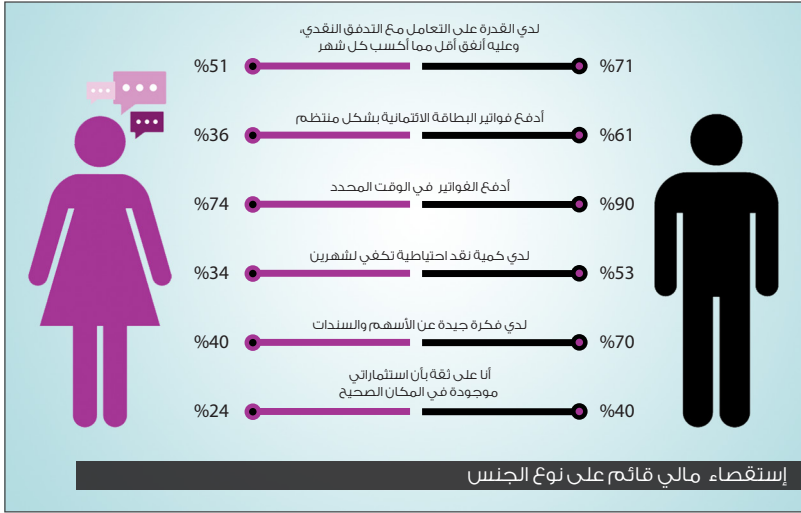 لدي القدرة على التعامل مع التدفق النقدي،
وعليه أنفق أقل مما أكسب كل شهر
%71
%51
أدفع فواتير البطاقة الائتمانية بشكل منتظم
%61
%36
أدفع الفواتير في الوقت المحدد
%90
%74
لدي كمية نقد احتياطية تكفي لشهرين
%53
%34
لدي فكرة جيدة عن الأسهم والسندات
%70
%40
أنا على ثقة بأن استثماراتي
موجودة في المكان الصحيح
%40
%24
إستقصاء مالي قائم على نوع الجنس